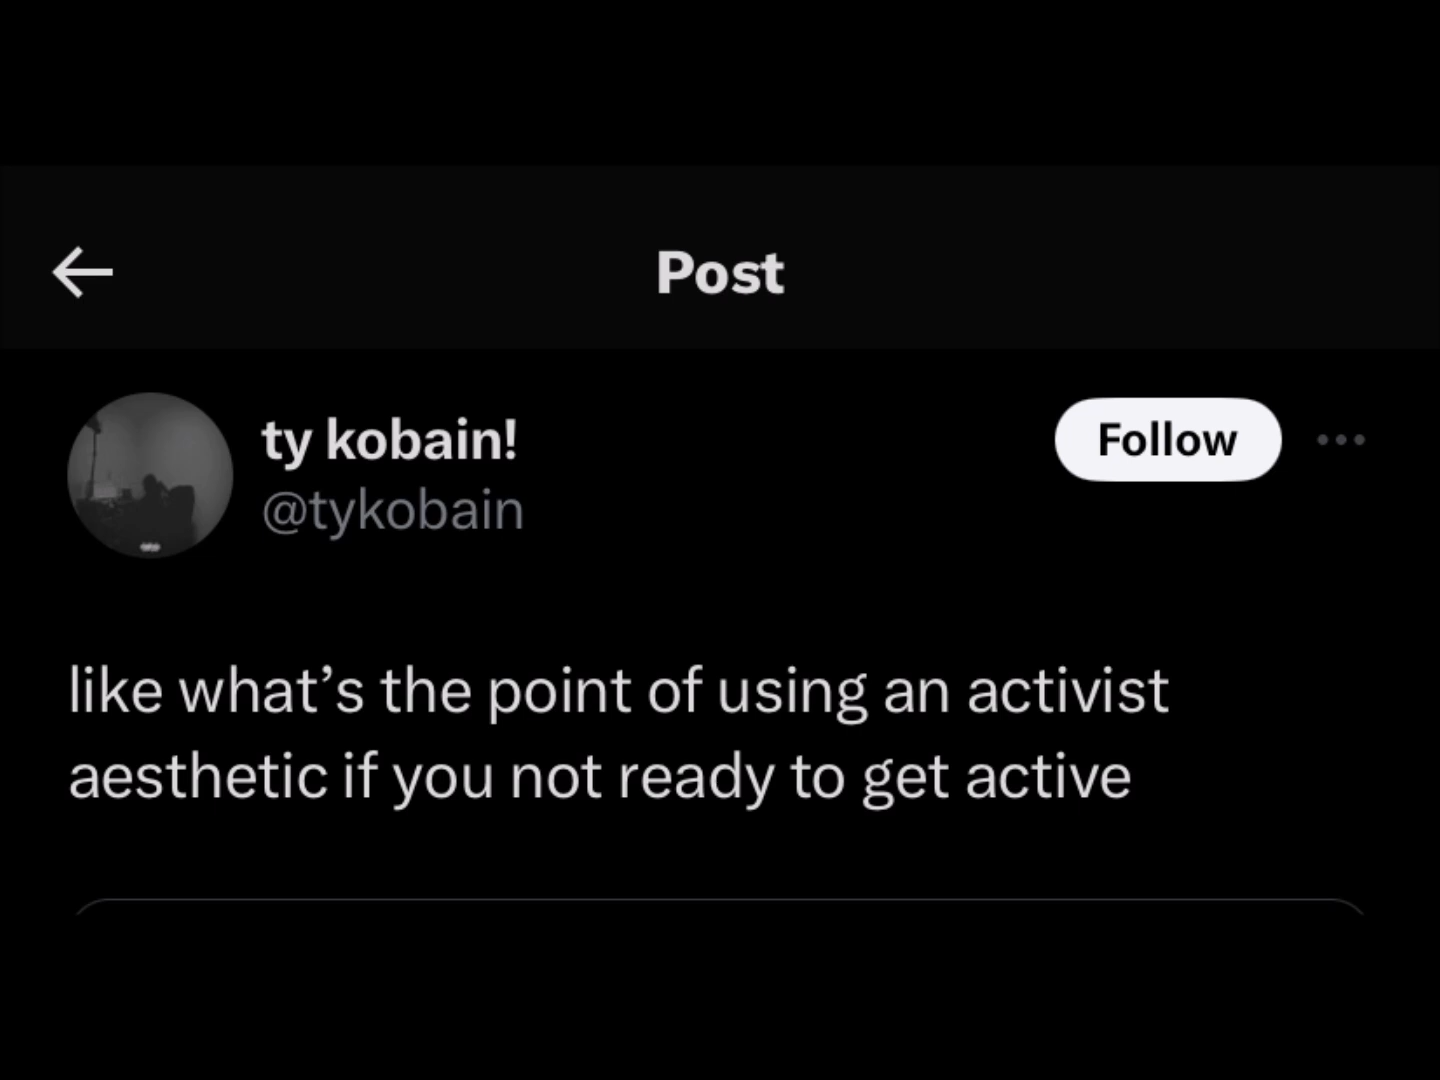 Post
ty kobain!
Follow
@tykobain
like what’s the point of using an activist
aesthetic if you not ready to get active